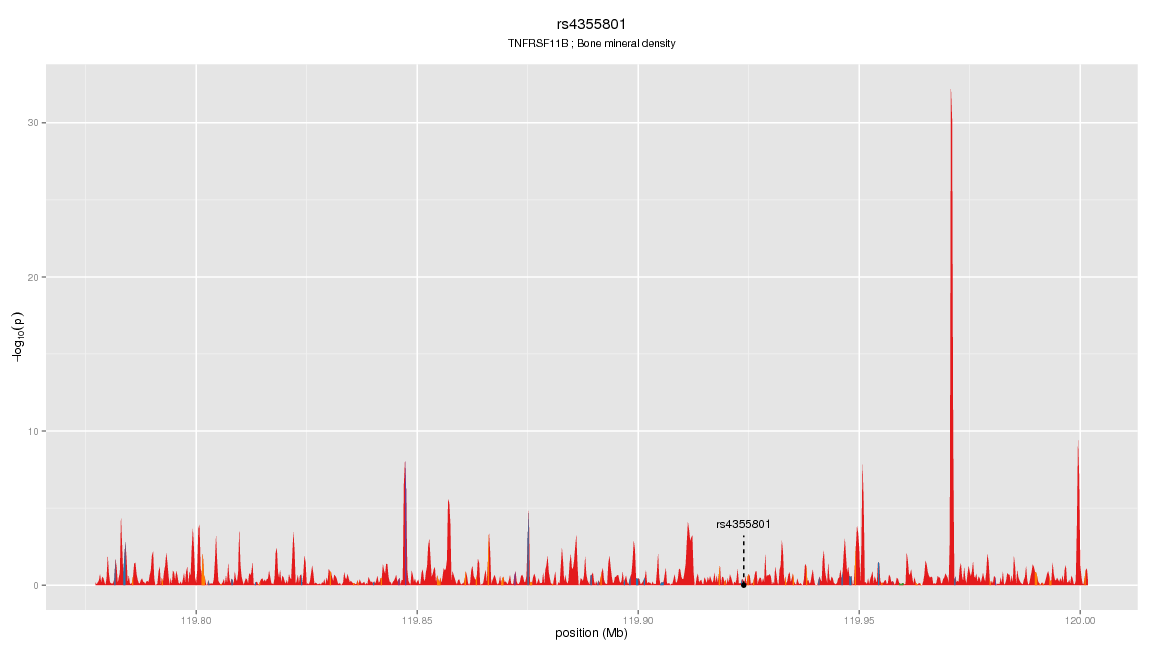 rs4355801
TNFRSF11B ; Bone mineral density
30
20
10
0
−log10(p)
rs4355801
119.80 119.85 119.90 119.95 120.00
position (Mb)